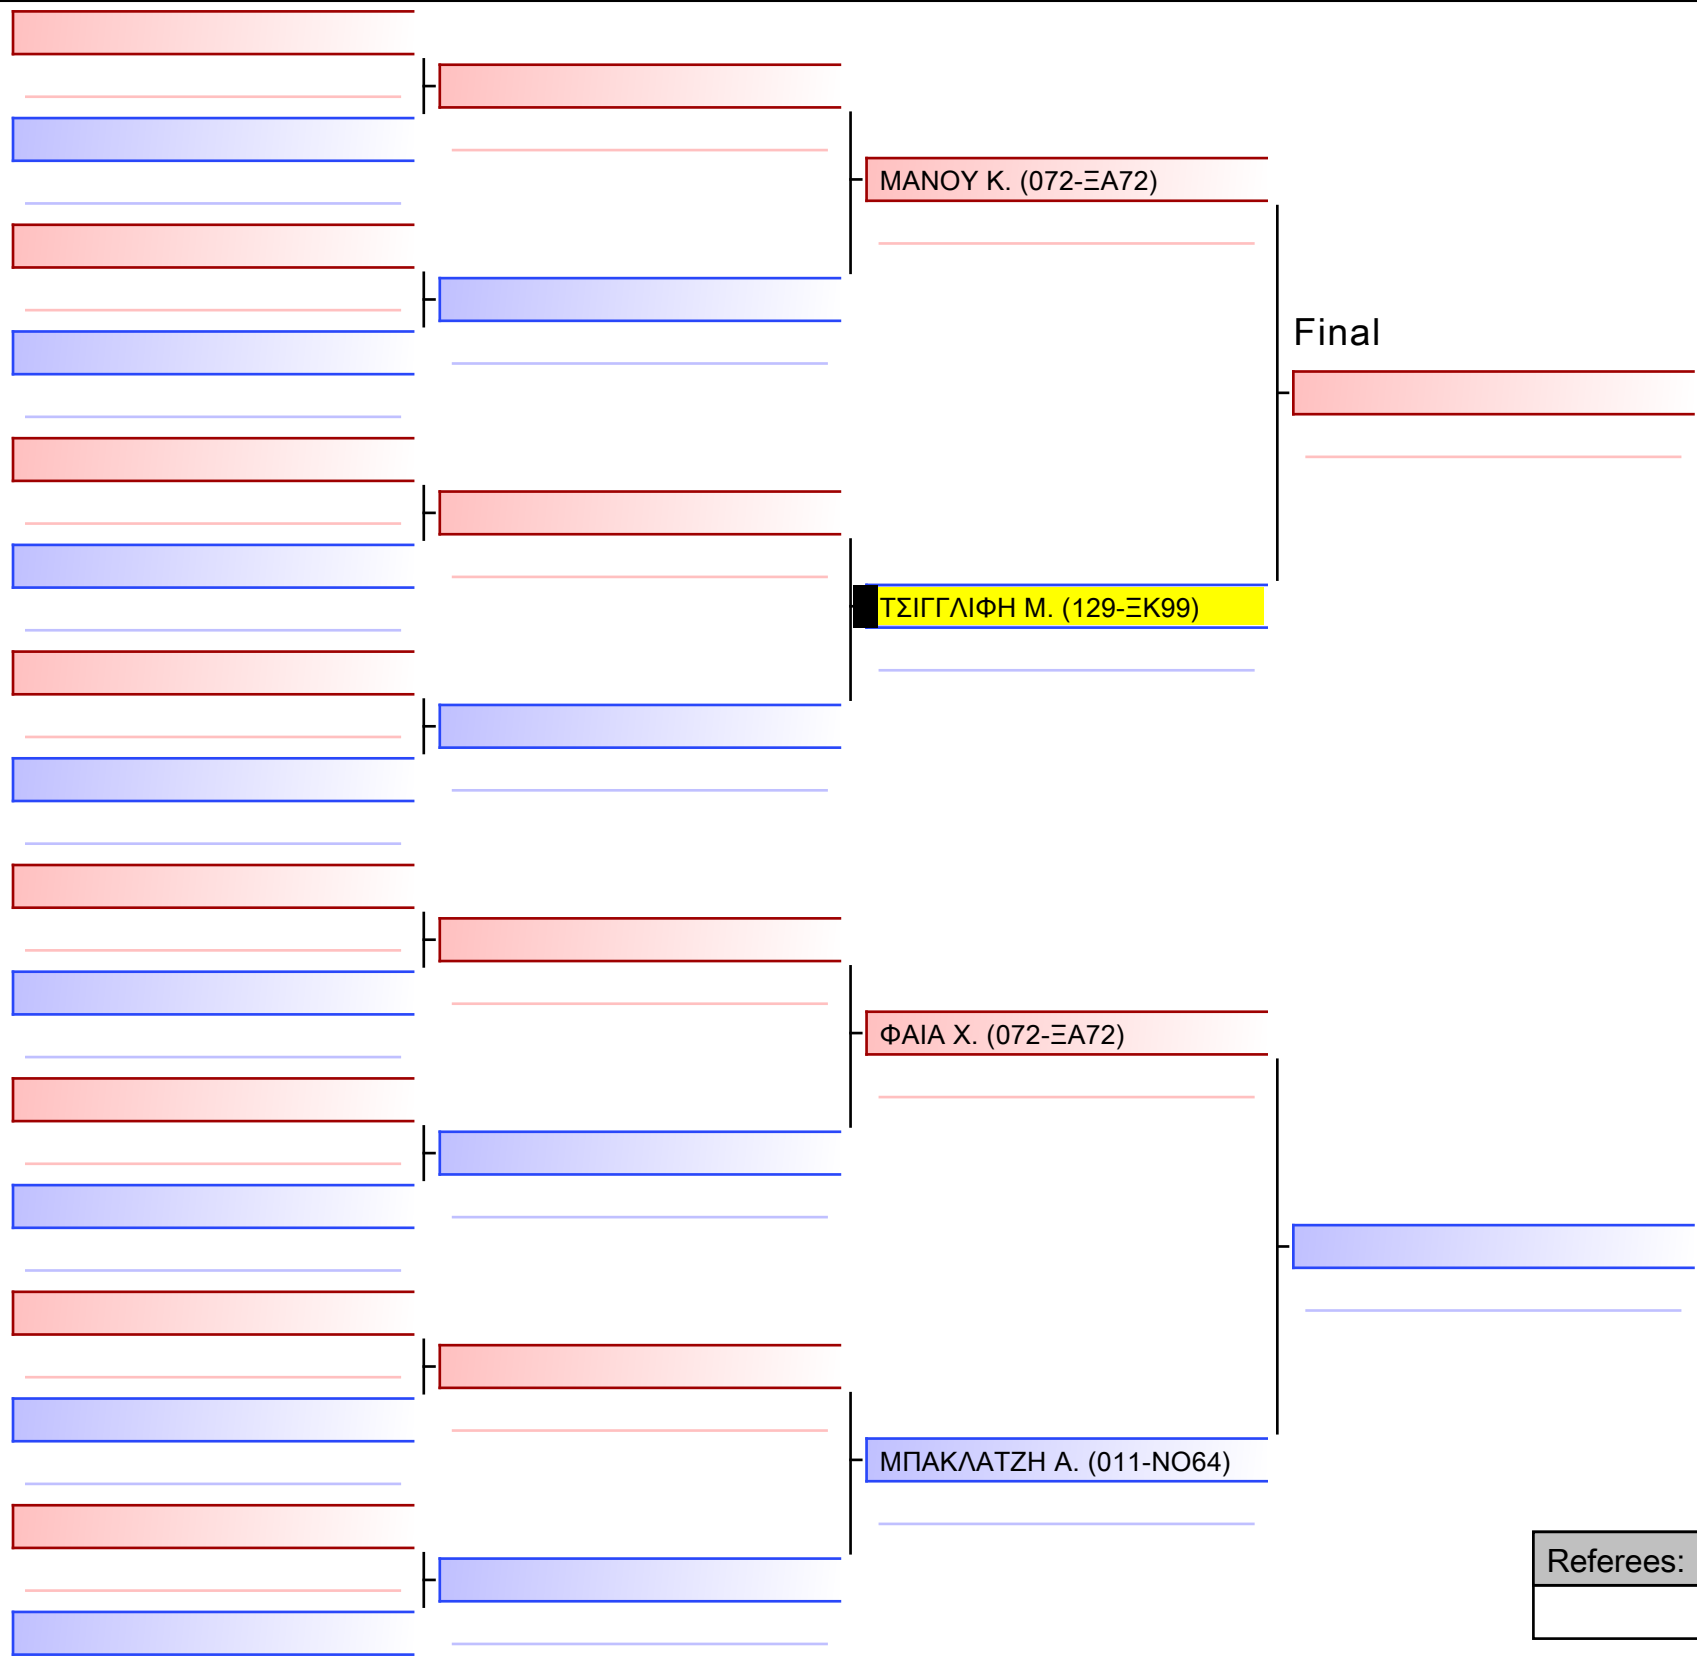 ΜΑΝΟΥ Κ. (072-ΞΑ72)
Final
ΤΣΙΓΓΛΙΦΗ Μ. (129-ΞΚ99)
ΦΑΙΑ Χ. (072-ΞΑ72)
ΜΠΑΚΛΑΤΖΗ Α. (011-ΝΟ64)
Referees: